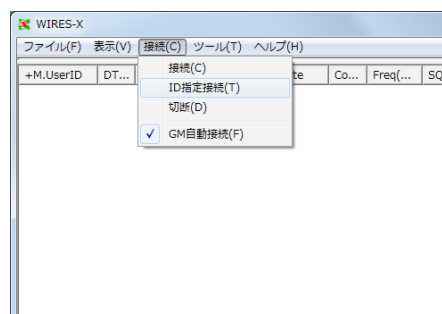 WIRES-X
ファイル(F) 表示(V) 接続(C) ツール(T) ヘルプ(H)
+M.UserID DT... te Co... Freq(... SQ
接続(C)
ID指定接続(T)
切断(D)
✓ GM自動接続(F)